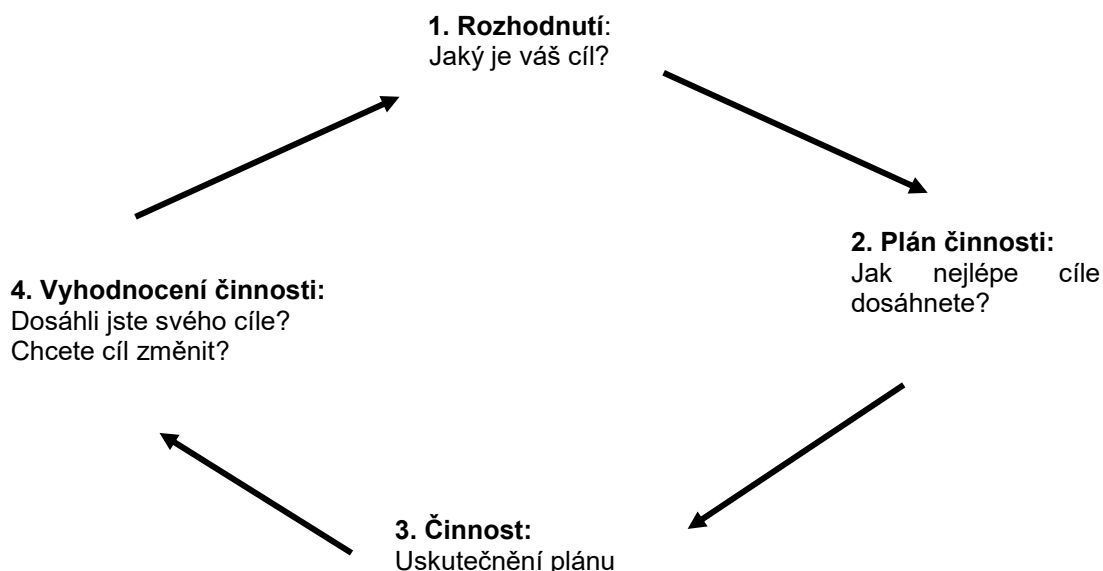 1. Rozhodnutí:
Jaký je váš cíl?
2. Plán činnosti:
Jak nejlépe cíle
dosáhnete?
4. Vyhodnocení činnosti:
Dosáhli jste svého cíle?
Chcete cíl změnit?
3. Činnost:
Uskutečnění plánu